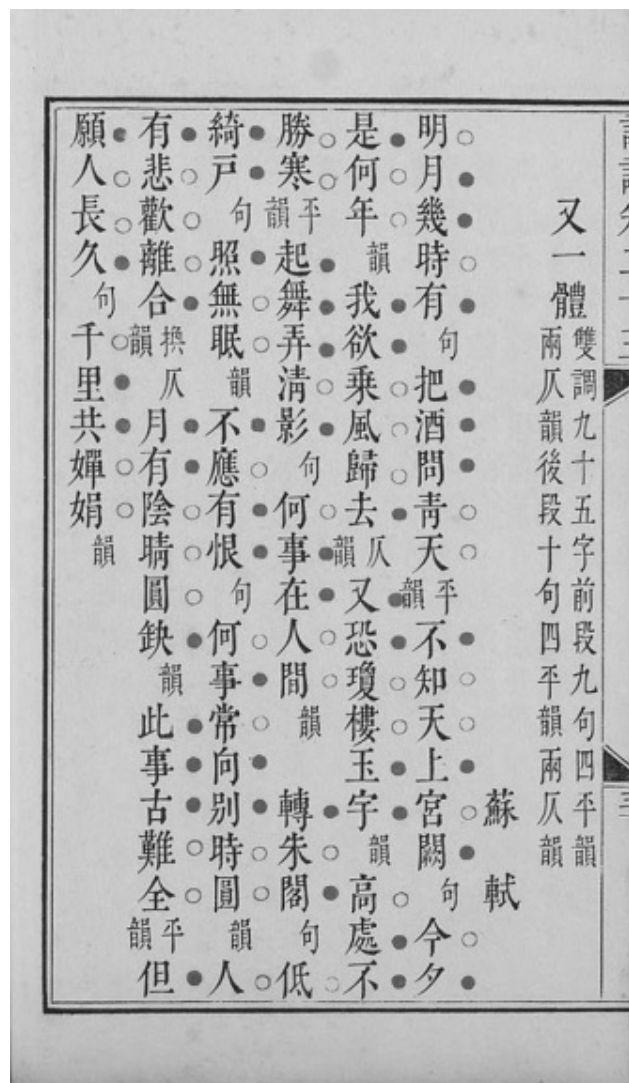 又一體雙調九十五字前段九句四平韻
兩仄韻後段十句四平韻兩仄韻
蘇軾
明月幾時有句把酒問青天平韻不知天上宮闕句今夕
是何年韻我欲乘風歸去仄韻又恐瓊樓玉宇韻高處不
勝寒平韻起舞弄清影句何事在人間韻　轉朱閣句低
綺戶句照無眠韻不應有恨句何事常向別時圓韻人
有悲歡離合換仄韻月有陰晴圓缺韻此事古難全平韻但
願人長久句千里共嬋娟韻